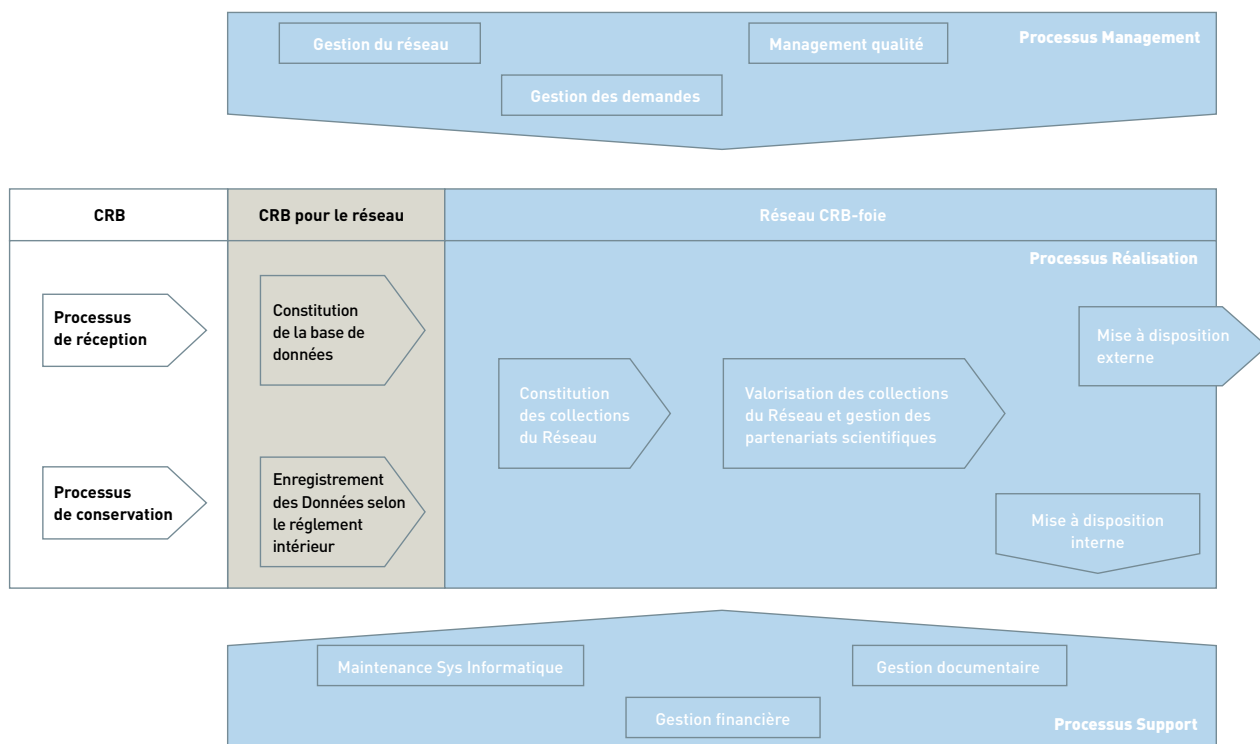 Gestion du réseau
Management qualité
Processus Management
Gestion des demandes
CRB
CRB pour le réseau
Réseau CRB-foie
Processus Réalisation
Processus
de réception
Constitution
de la base de
données
Mise à disposition
externe
Constitution
des collections
du Réseau
Valorisation des collections
du Réseau et gestion des
partenariats scientifiques
Processus
de conservation
Enregistrement
des Données selon
le réglement
intérieur
Mise à disposition
interne
Maintenance Sys Informatique
Gestion documentaire
Gestion financière
Processus Support